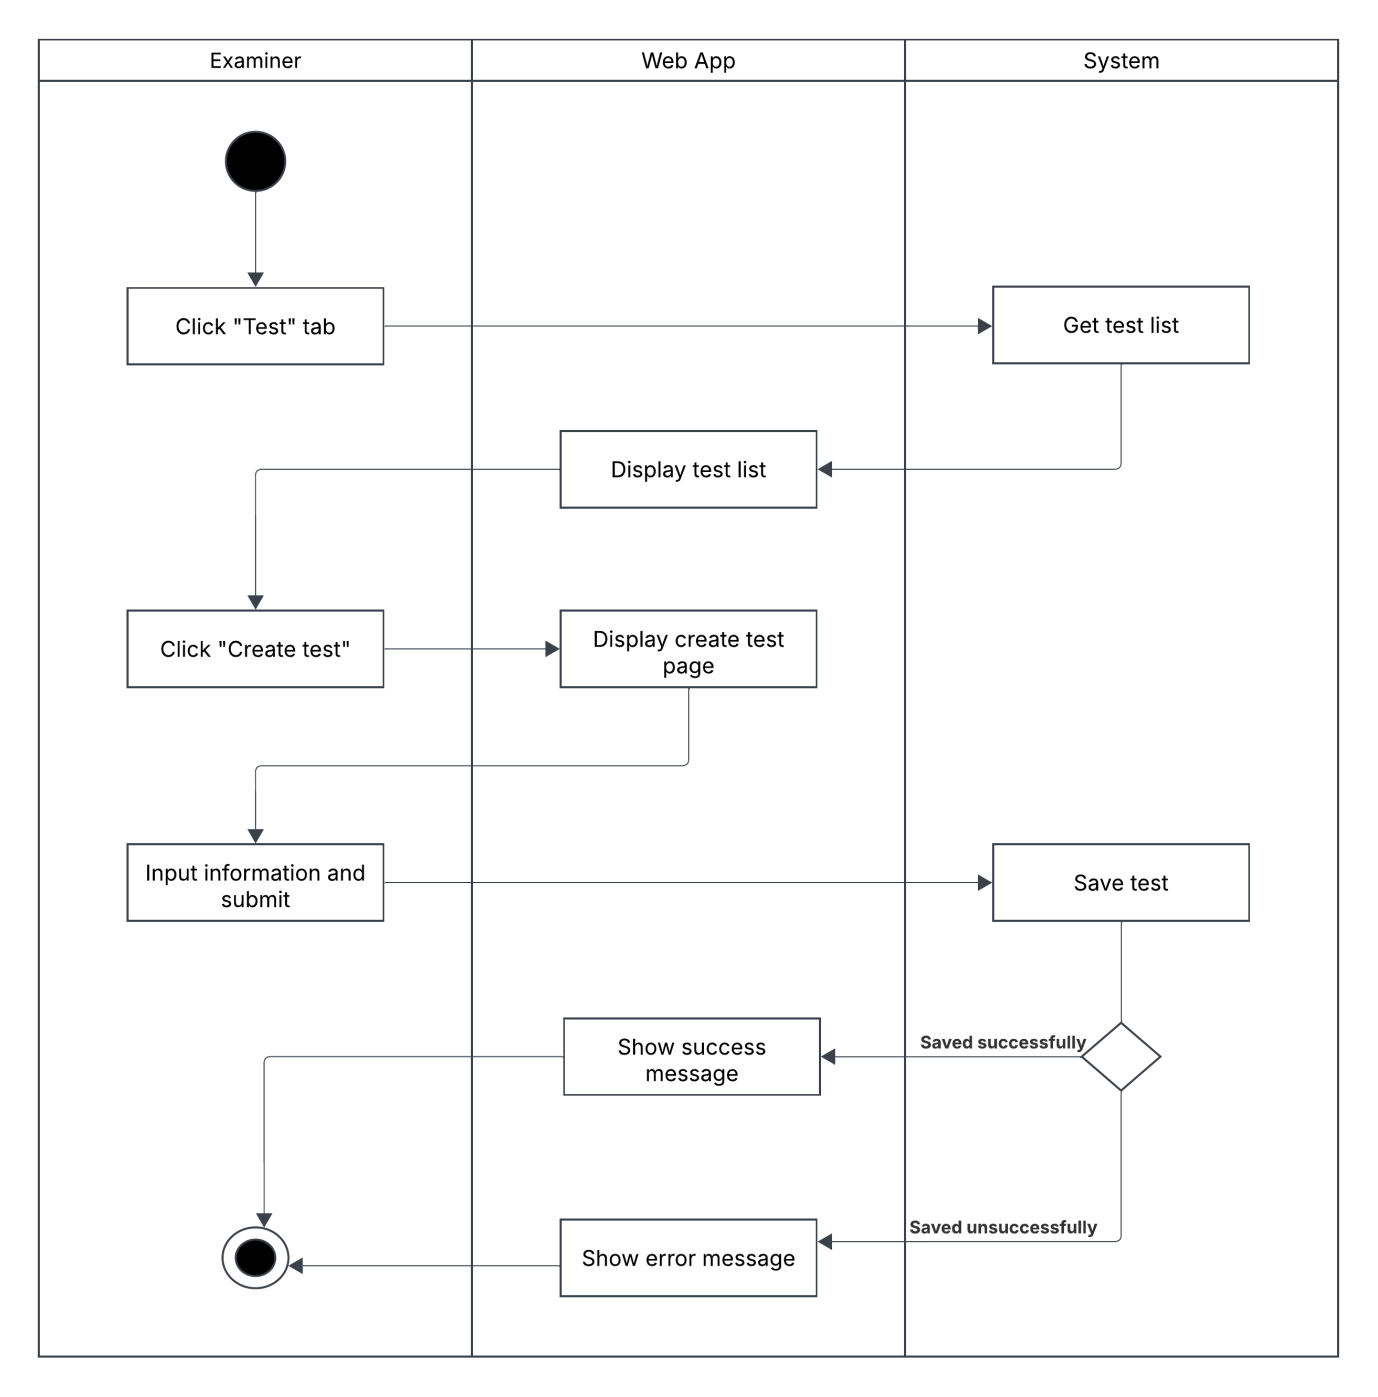 Examiner
Web App
System
Click "Test" tab
Get test list
Display test list
Click "Create test"
Display create test
page
Input information and
submit
Save test
Saved successfully
Show success
message
Saved unsuccessfully
Show error message